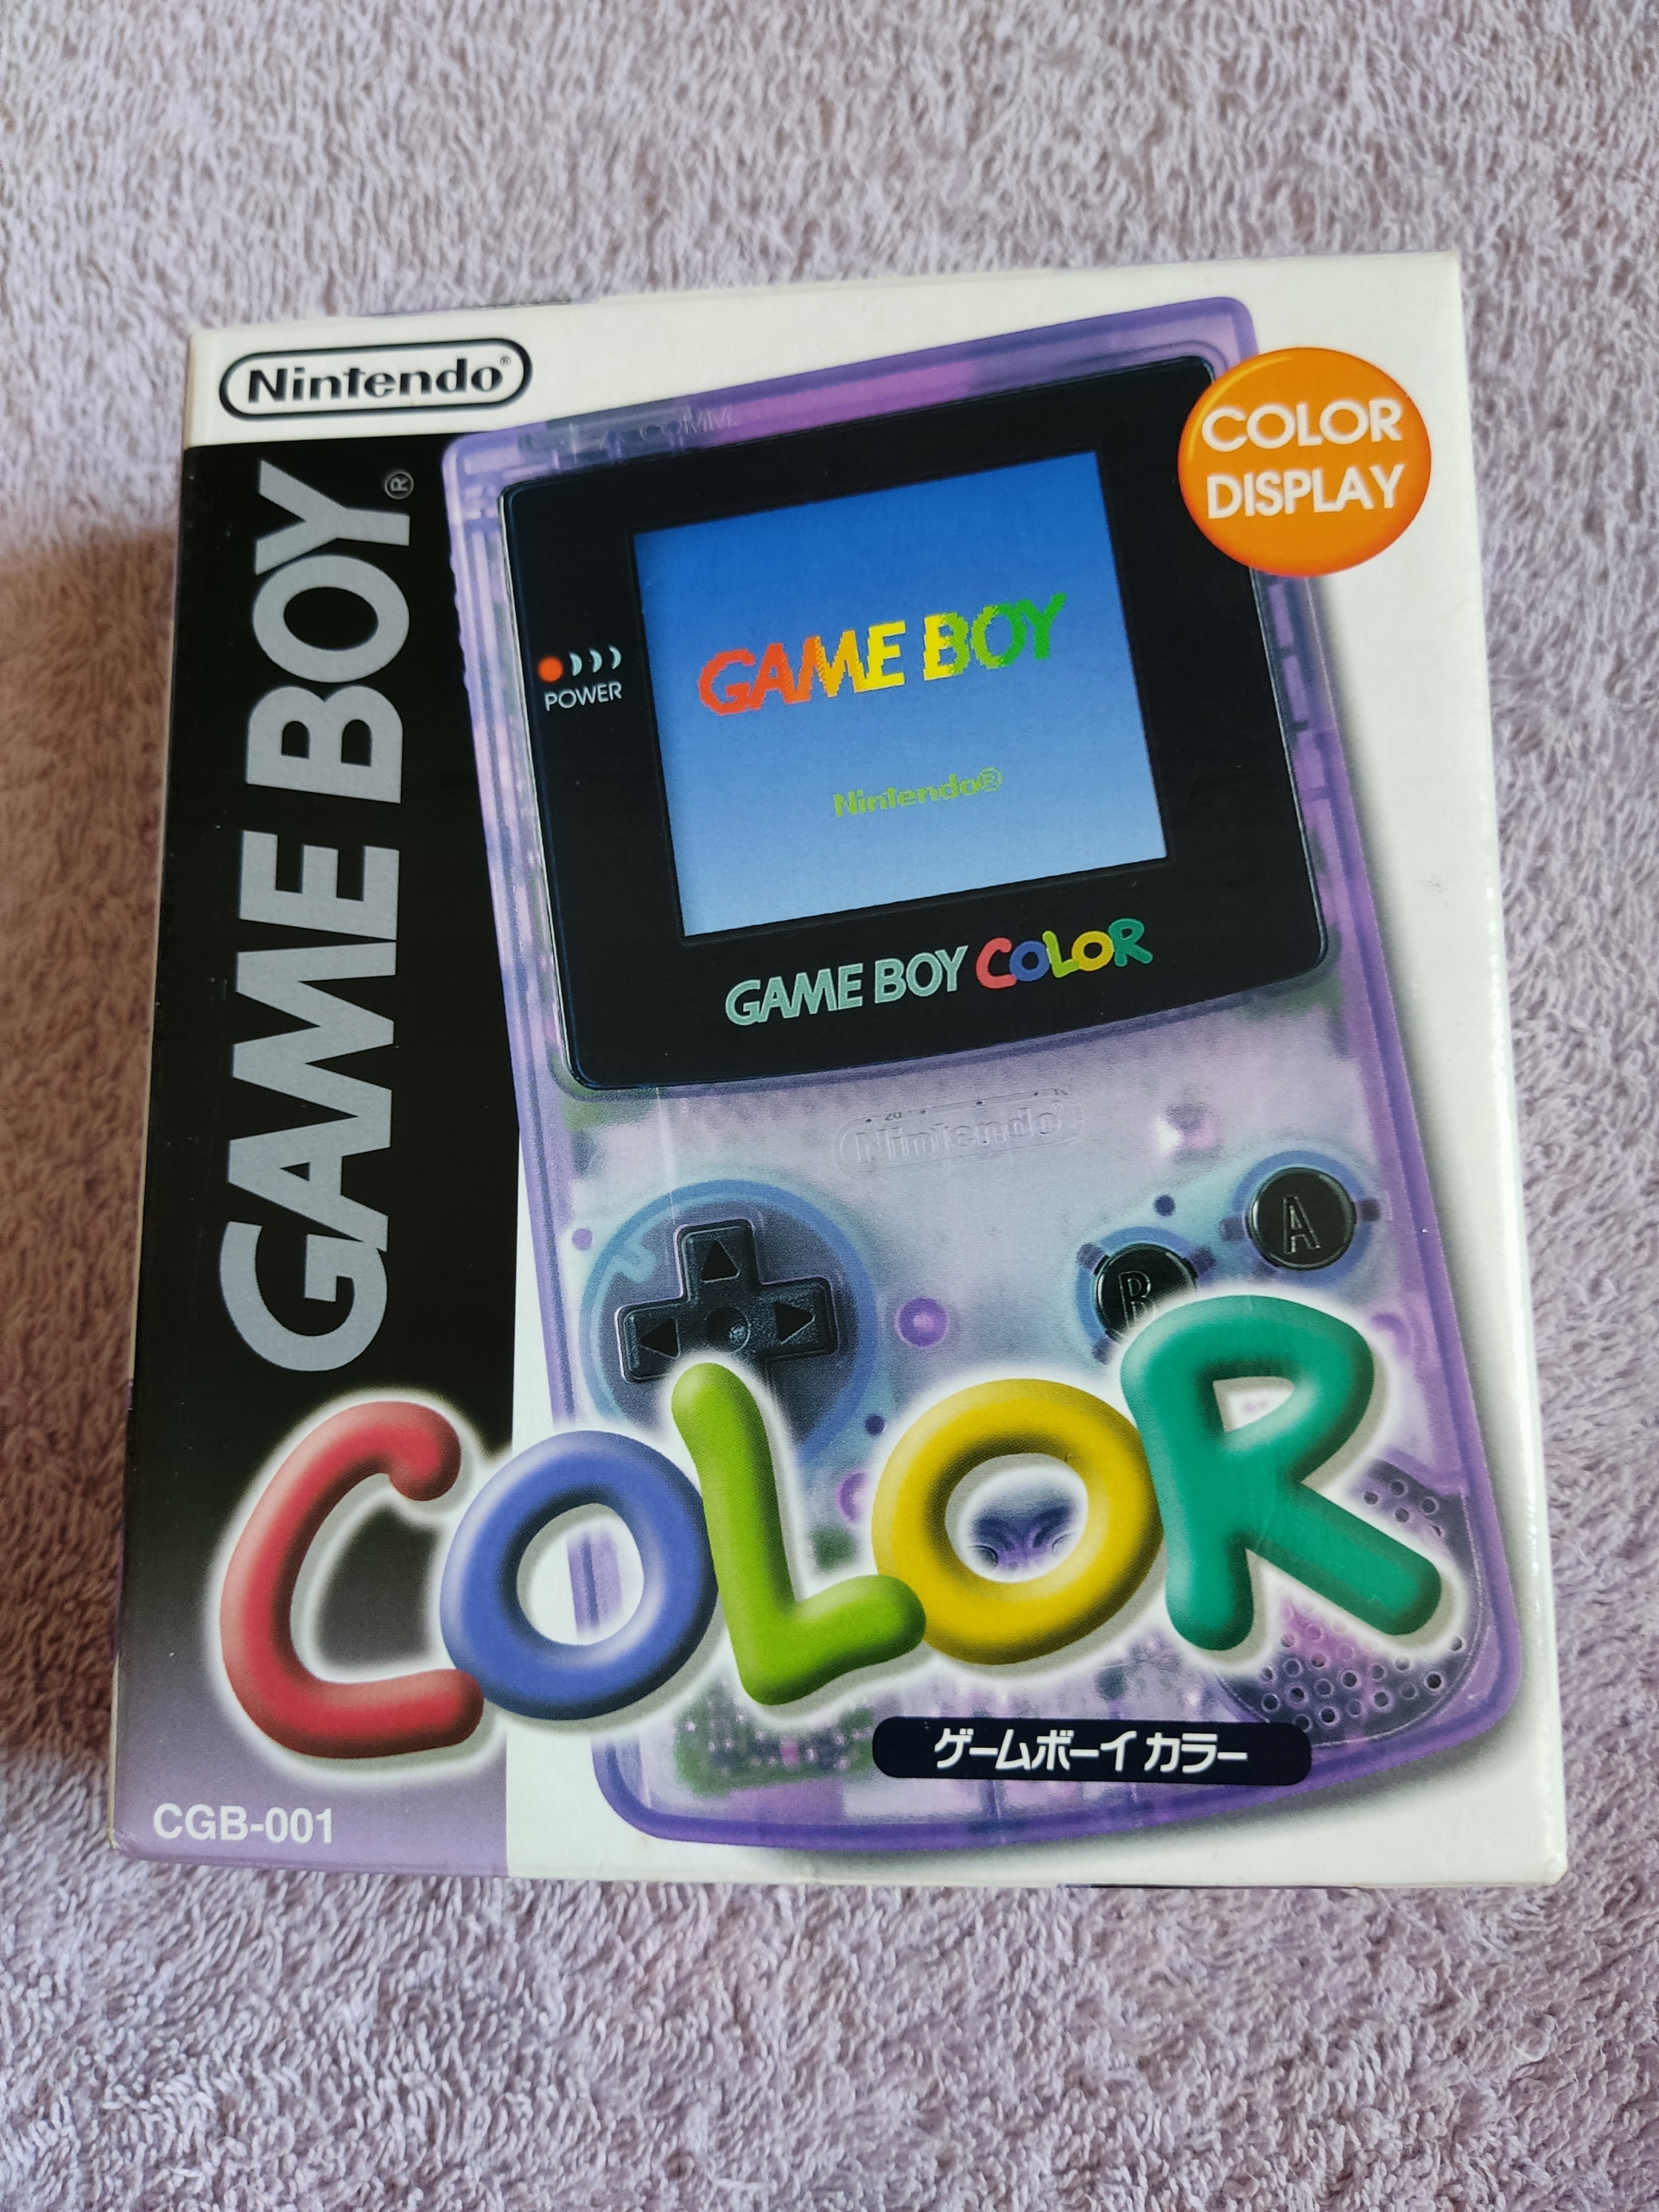 Nintendo®
GAME BOY®
COLOR
DISPLAY
COMM.
POWER
GAME BOY
Nintendo®
GAME BOY COLOR
Nintendo®
A
B
COLOR
ゲームボーイ カラー
CGB-001